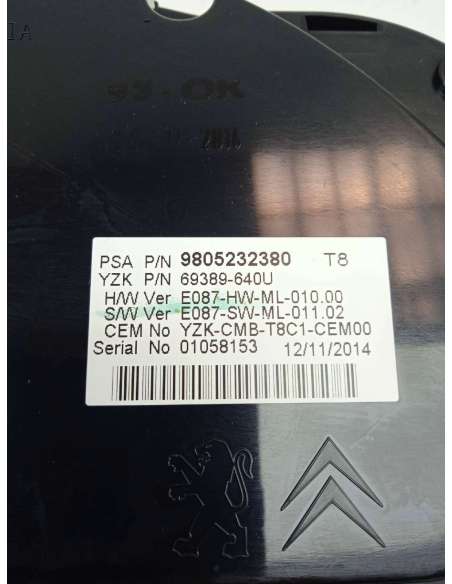 PSA P/N 9805232380 T8
YZK P/N 69389-640U
H/W Ver E087-HW-ML-010.00
S/W Ver E087-SW-ML-011.02
CEM No YZK-CMB-T8C1-CEM00
Serial No 01058153 12/11/2014